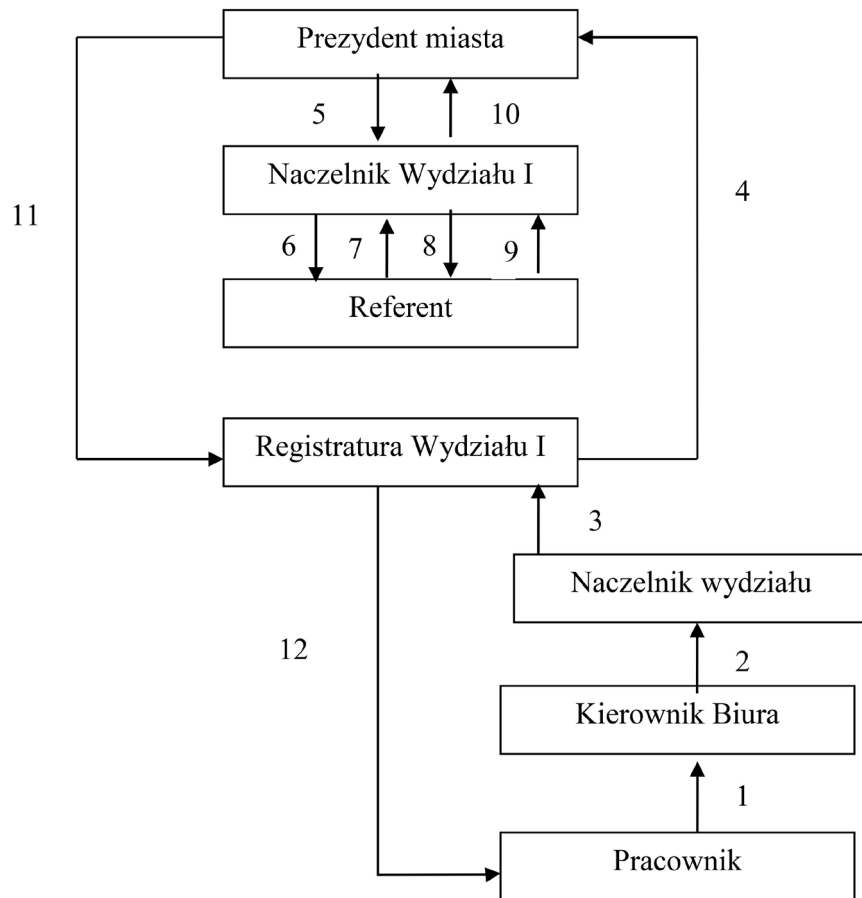 Prezydent miasta
5
10
Naczelnik Wydziału I
11
4
6
7
8
9
Referent
Registratura Wydziału I
3
Naczelnik wydziału
12
2
Kierownik Biura
1
Pracownik